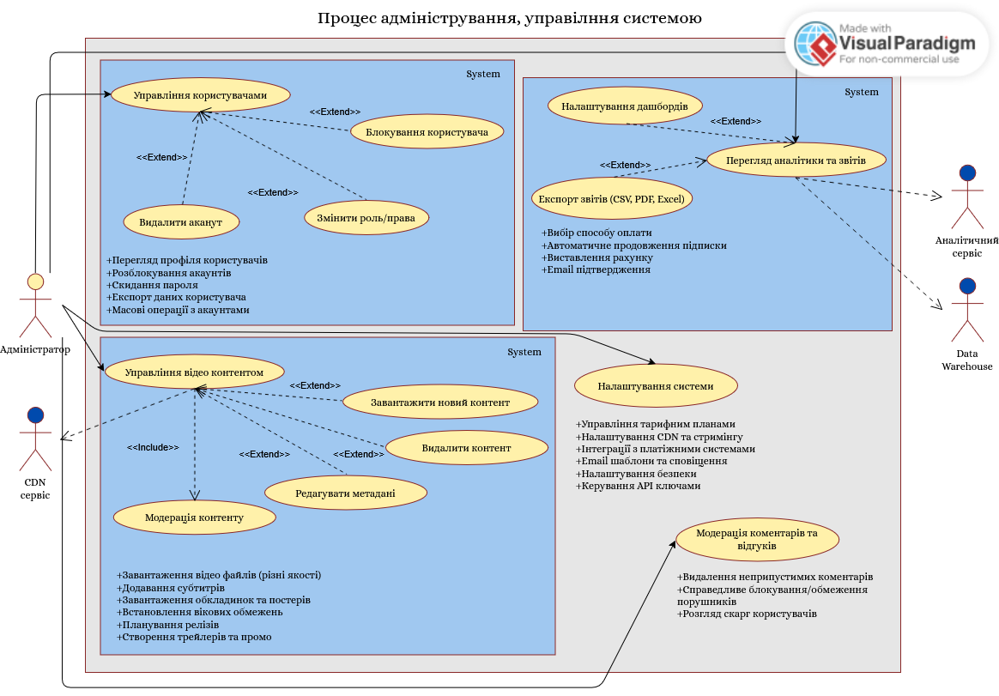 Процес адміністрування, управілння системою
Made with
Visual Paradigm
For non-commercial use
System
Управління користувачами
<<Extend>>
Блокування користувача
<<Extend>>
<<Extend>>
Видалити аканут
Змінити роль/права
+Перегляд профіля користувачів
+Розблокування акаунтів
+Скидання пароля
+Експорт даних користувача
+Масові операції з акаунтами
System
Налаштування дашбордів
<<Extend>>
Перегляд аналітики та звітів
<<Extend>>
Експорт звітів (CSV, PDF, Excel)
+Вибір способу оплати
+Автоматичне продовження підписки
+Виставлення рахунку
+Email підтвердження
Аналітичний
сервіс
Data
Warehouse
Адміністратор
System
Управління відео контентом
<<Extend>>
Завантажити новий контент
<<Include>>
<<Extend>>
<<Extend>>
Видалити контент
Редагувати метадані
Модерація контенту
+Завантаження відео файлів (різні якості)
+Додавання субтитрів
+Завантаження обкладинок та постерів
+Встановлення вікових обмежень
+Планування релізів
+Створення трейлерів та промо
CDN
сервіс
Налаштування системи
+Управління тарифним планами
+Налаштування CDN та стримінгу
+Інтеграції з платіжними системами
+Email шаблони та сповіщення
+Налаштування безпеки
+Керування API ключами
Модерація коментарів та
відгуків
+Видалення неприпустимих коментарів
+Справедливе блокування/обмеження
порушників
+Розгляд скарг користувачів